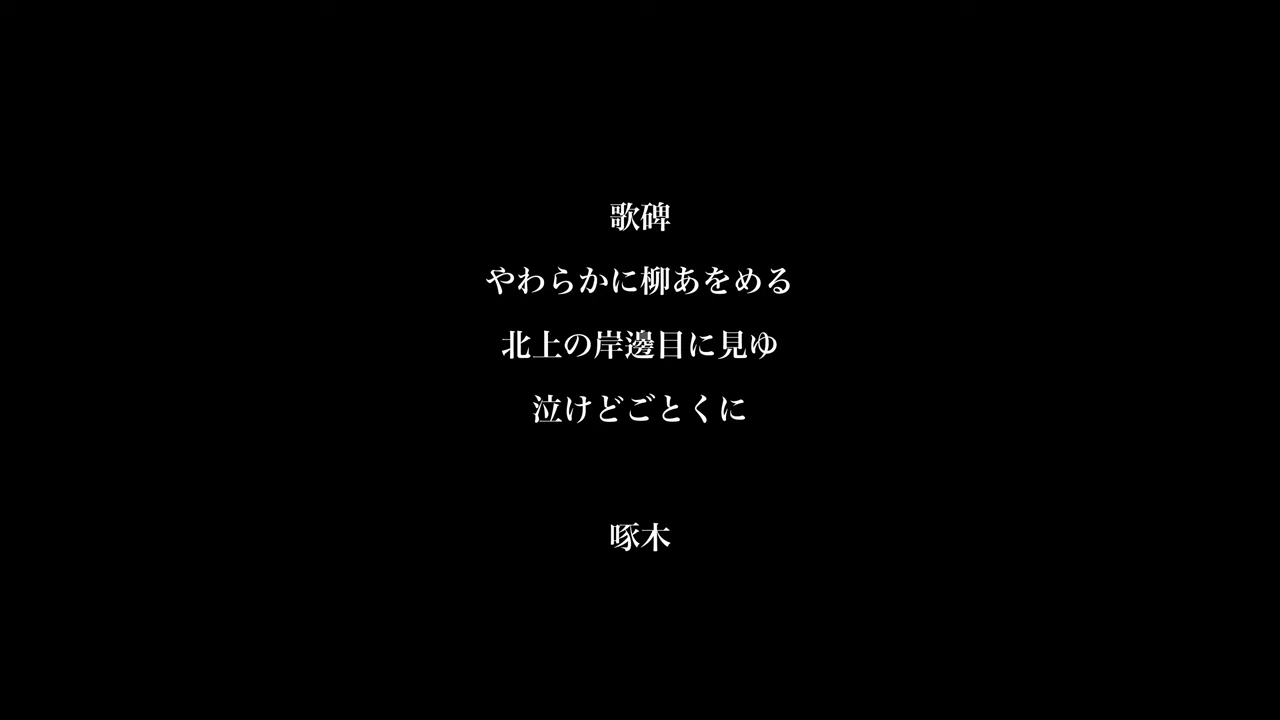 歌碑
やわらかに柳あをめる
北上の岸邊目に見ゆ
泣けどごとくに
啄木